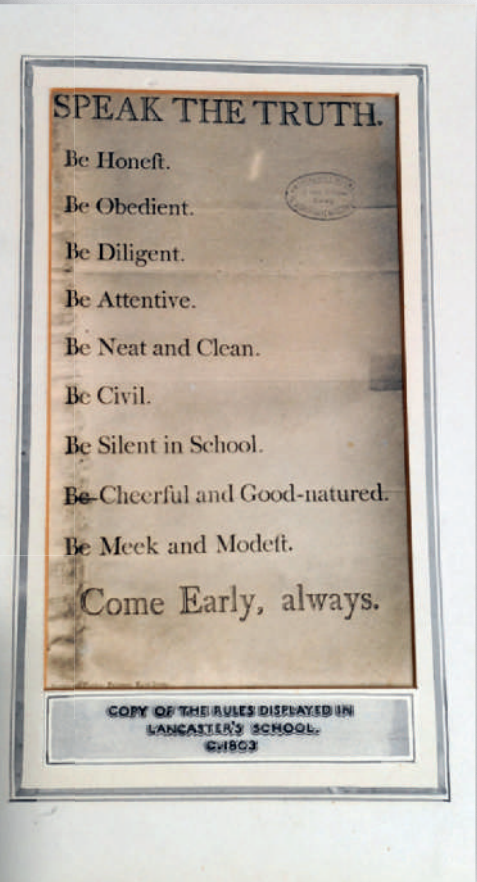 SPEAK THE TRUTH.
Be Honeſt.
Be Obedient.
Be Diligent.
Be Attentive.
Be Neat and Clean.
Be Civil.
Be Silent in School.
Be Cheerful and Good-natured.
Be Meek and Modeſt.
Come Early, always.
COPY OF THE RULES DISPLAYED IN
LANCASTER'S SCHOOL.
C.1803